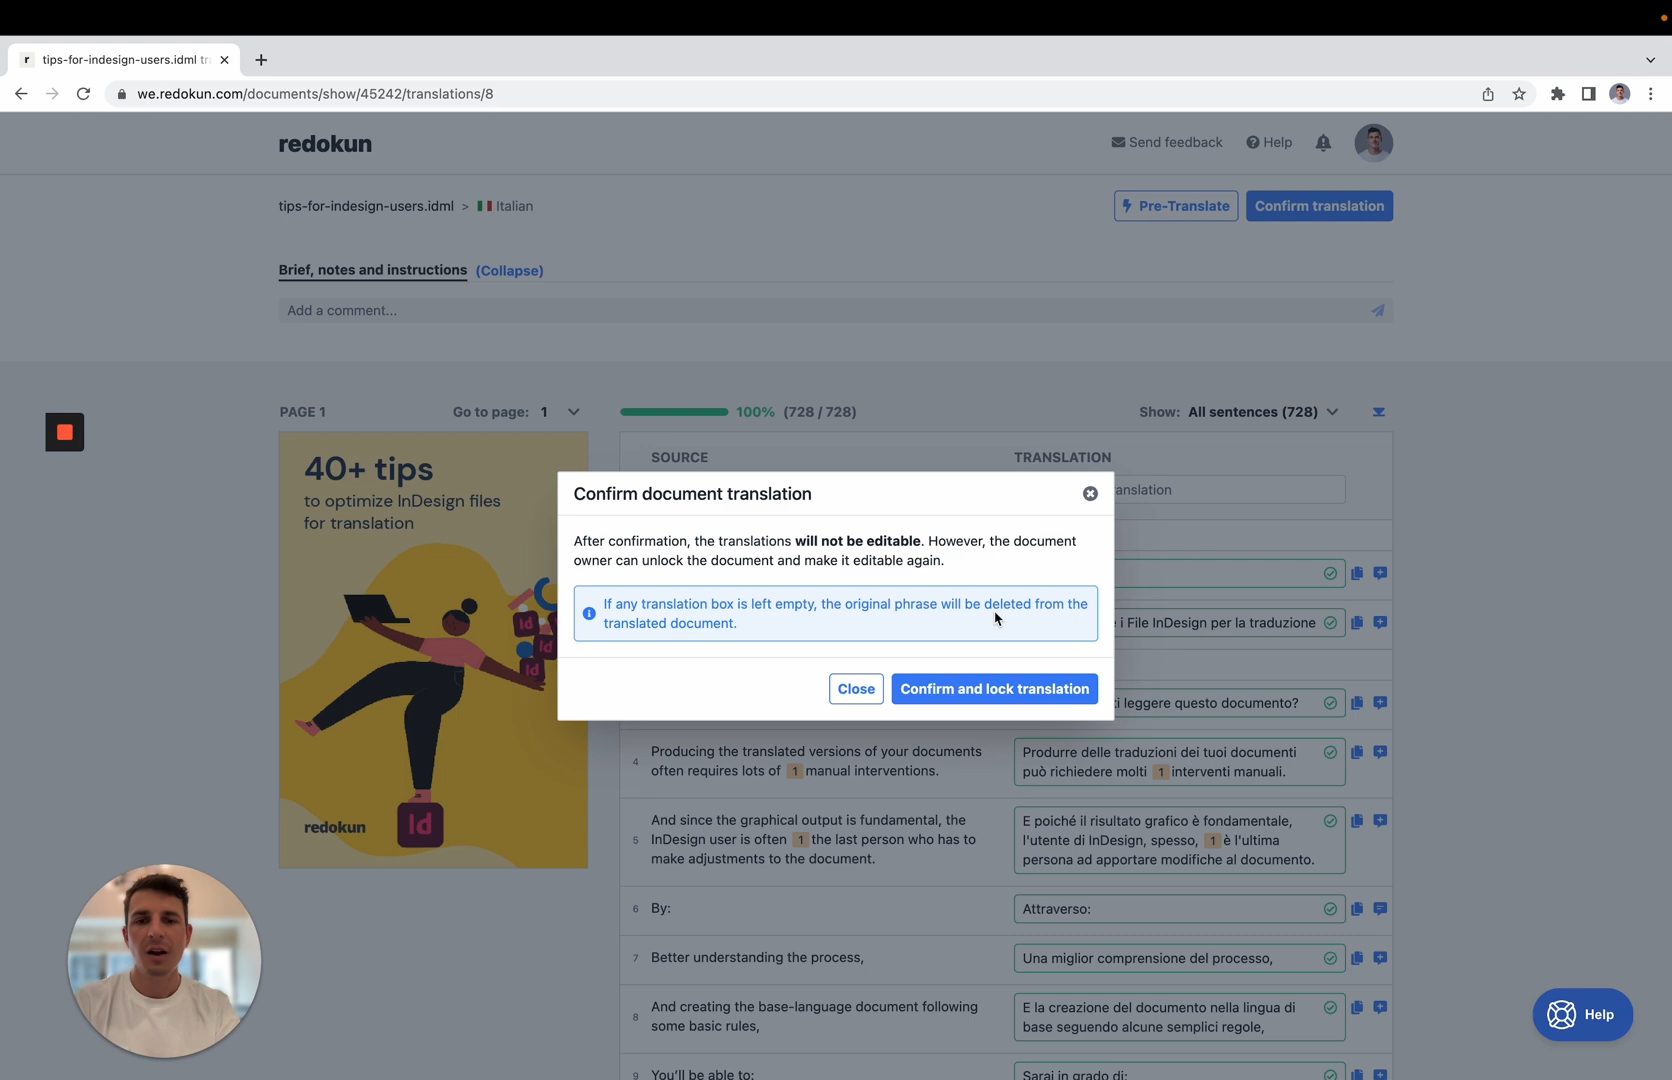 tips-for-indesign-users.idml tr
we.redokun.com/documents/show/45242/translations/8
redokun
Send feedback
Help
tips-for-indesign-users.idml > Italian
Pre-Translate
Confirm translation
Brief, notes and instructions (Collapse)
Add a comment...
PAGE 1
Go to page: 1
100% (728 / 728)
Show: All sentences (728)
40+ tips
to optimize InDesign files
for translation
redokun
Id
Id
Id
Id
SOURCE
TRANSLATION
anslation
Confirm document translation
After confirmation, the translations will not be editable. However, the document
owner can unlock the document and make it editable again.
If any translation box is left empty, the original phrase will be deleted from the
translated document.
Close
Confirm and lock translation
i File InDesign per la traduzione
leggere questo documento?
4
Producing the translated versions of your documents
often requires lots of 1 manual interventions.
Produrre delle traduzioni dei tuoi documenti
può richiedere molti 1 interventi manuali.
5
And since the graphical output is fundamental, the
InDesign user is often 1 the last person who has to
make adjustments to the document.
E poiché il risultato grafico è fondamentale,
l'utente di InDesign, spesso, 1 è l'ultima
persona ad apportare modifiche al documento.
6 By:
Attraverso:
7 Better understanding the process,
Una miglior comprensione del processo,
8
And creating the base-language document following
some basic rules,
E la creazione del documento nella lingua di
base seguendo alcune semplici regole,
9 You'll be able to:
Sarai in grado di:
Help